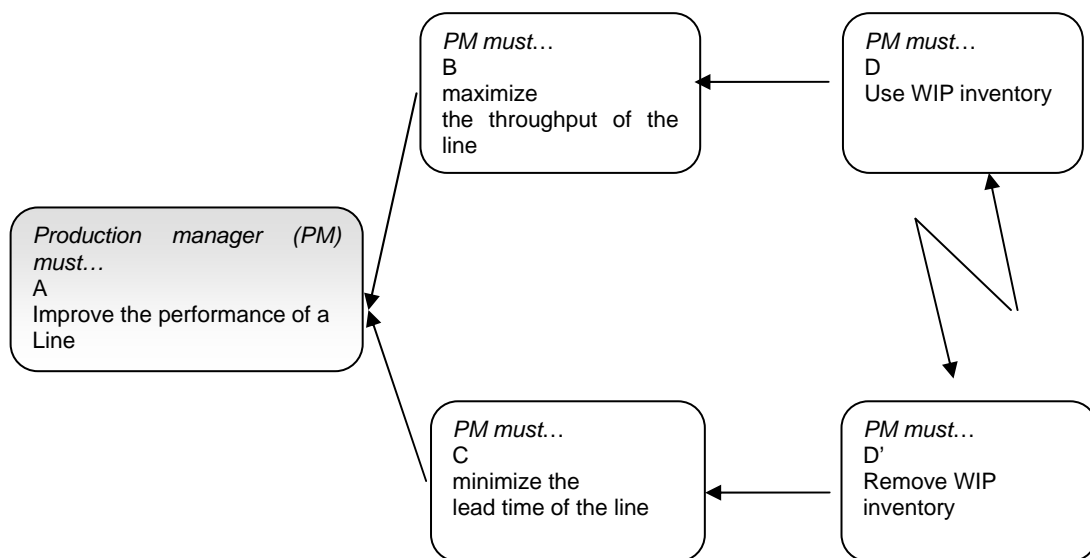 PM must…
B
maximize
the throughput of the
line
PM must…
D
Use WIP inventory
Production manager (PM)
must…
A
Improve the performance of a
Line
PM must…
C
minimize the
lead time of the line
PM must…
D’
Remove WIP
inventory